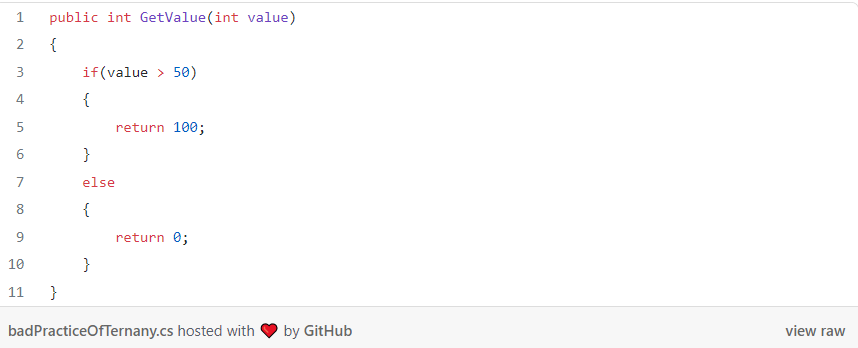 1 public int GetValue(int value)
2 {
3 if(value > 50)
4 {
5 return 100;
6 }
7 else
8 {
9 return 0;
10 }
11 }
badPracticeOfTernany.cs hosted with ❤ by GitHub view raw